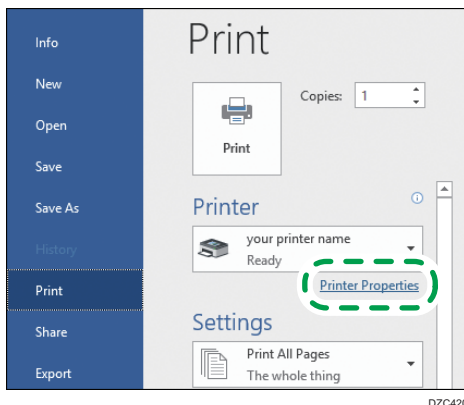 Info
New
Open
Save
Save As
History
Print
Share
Export
Print
Print
Copies: 1
Printer
your printer name
Ready
Printer Properties
Settings
Print All Pages
The whole thing